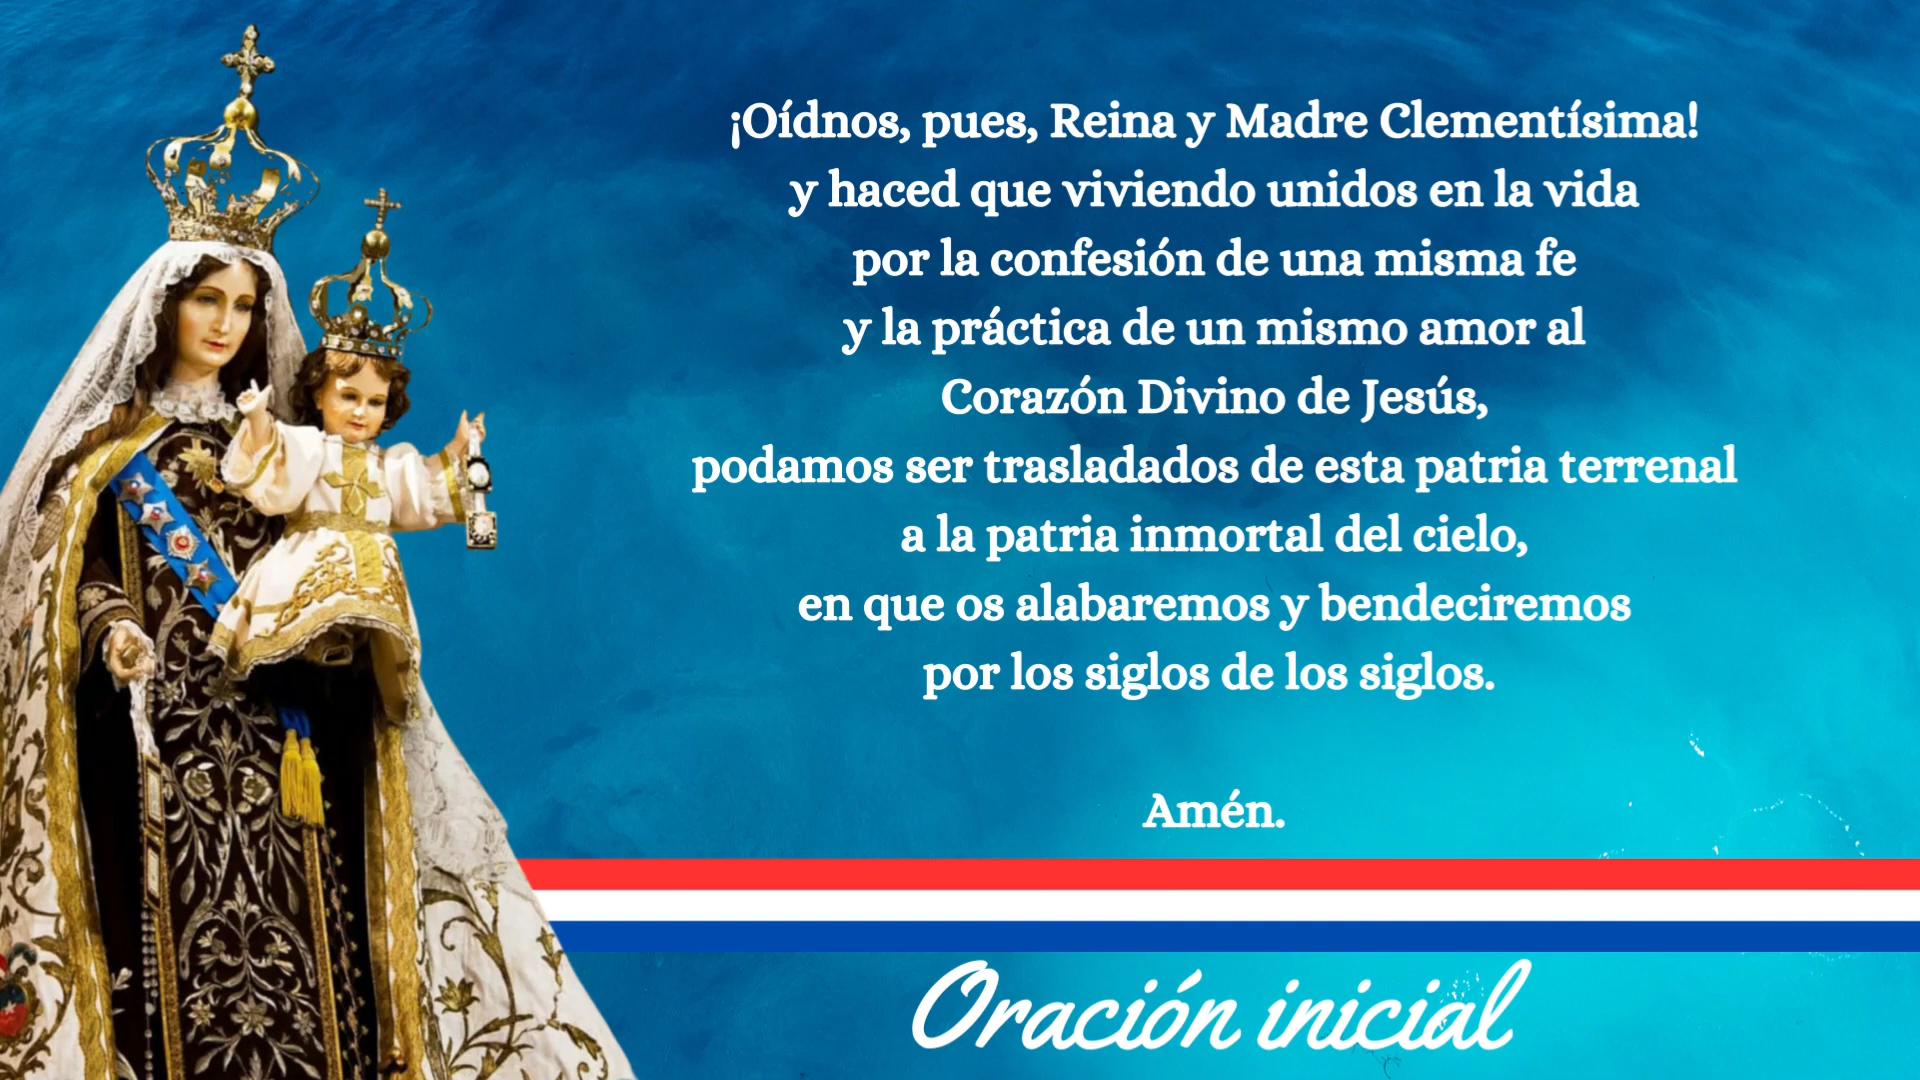 ¡Oídnos, pues, Reina y Madre Clementísima!
y haced que viviendo unidos en la vida
por la confesión de una misma fe
y la práctica de un mismo amor al
Corazón Divino de Jesús,
podamos ser trasladados de esta patria terrenal
a la patria inmortal del cielo,
en que os alabaremos y bendeciremos
por los siglos de los siglos.
Amén.
Oración inicial